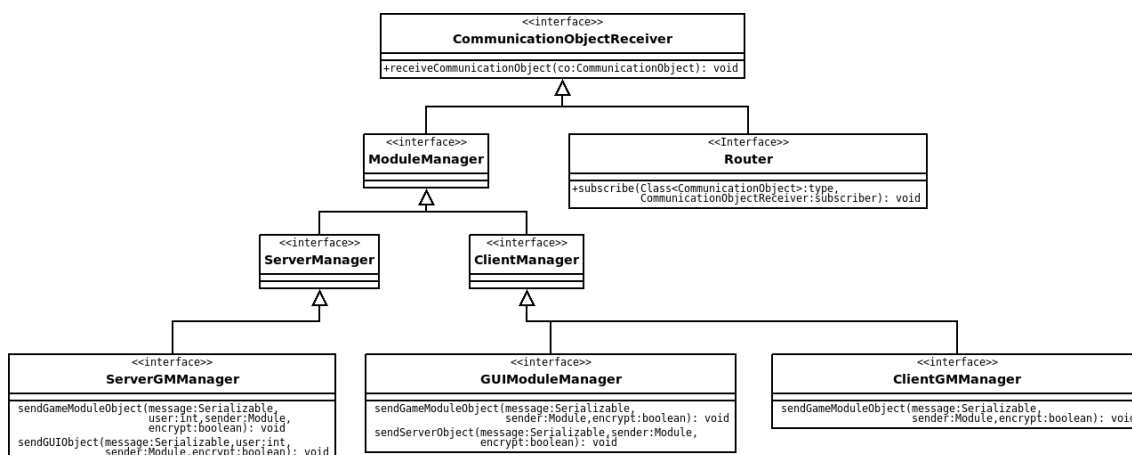 <<interface>>
CommunicationObjectReceiver
+receiveCommunicationObject(co:CommunicationObject): void
<<interface>>
ModuleManager
<<Interface>>
Router
+subscribe(Class<CommunicationObject>:type,
CommunicationObjectReceiver:subscriber): void
<<interface>>
ServerManager
<<interface>>
ClientManager
<<interface>>
ServerGMManager
sendGameModuleObject(message:Serializable,
user:int,sender:Module,
encrypt:boolean): void
sendGUIObject(message:Serializable,user:int,
sender:Module,encrypt:boolean): void
<<interface>>
GUIModuleManager
sendGameModuleObject(message:Serializable,
sender:Module,encrypt:boolean): void
sendServerObject(message:Serializable,sender:Module,
encrypt:boolean): void
<<interface>>
ClientGMManager
sendGameModuleObject(message:Serializable,
sender:Module,encrypt:boolean): void